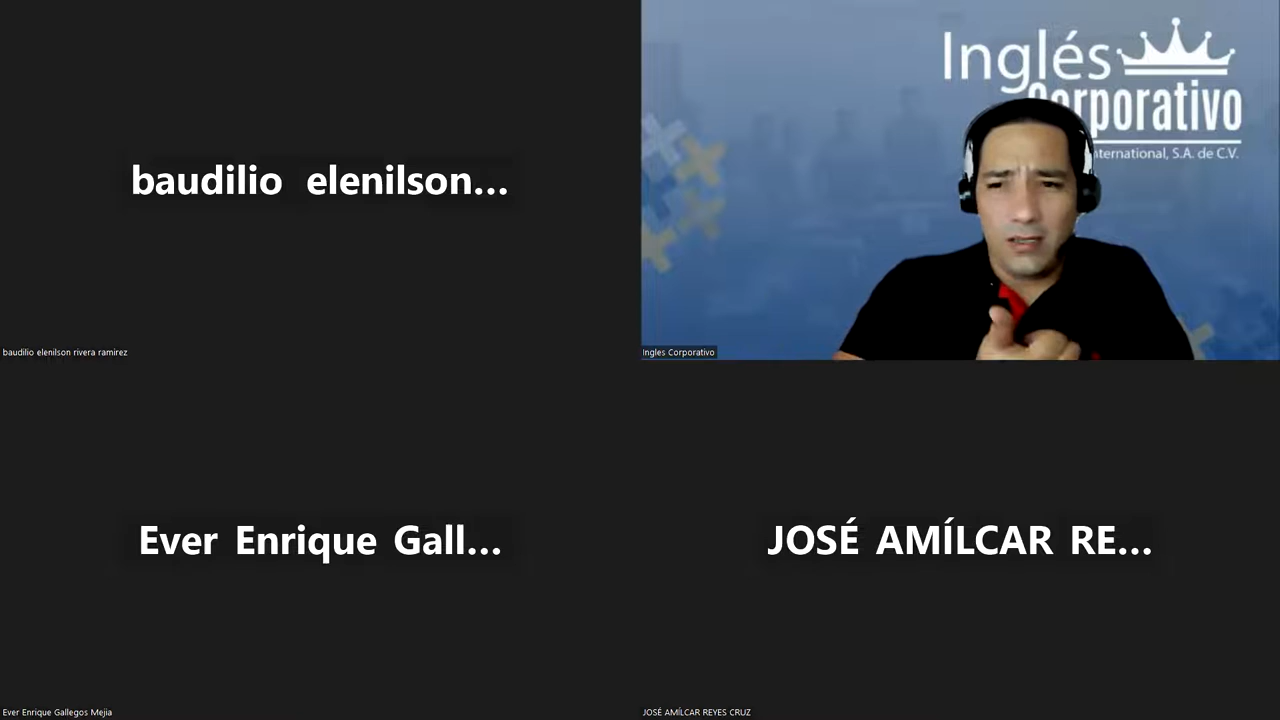 baudilio elenilson...
baudilio elenilson rivera ramirez
Inglés
Corporativo
International, S.A. de C.V.
Ingles Corporativo
Ever Enrique Gall...
Ever Enrique Gallegos Mejia
JOSÉ AMÍLCAR RE...
JOSÉ AMÍLCAR REYES CRUZ